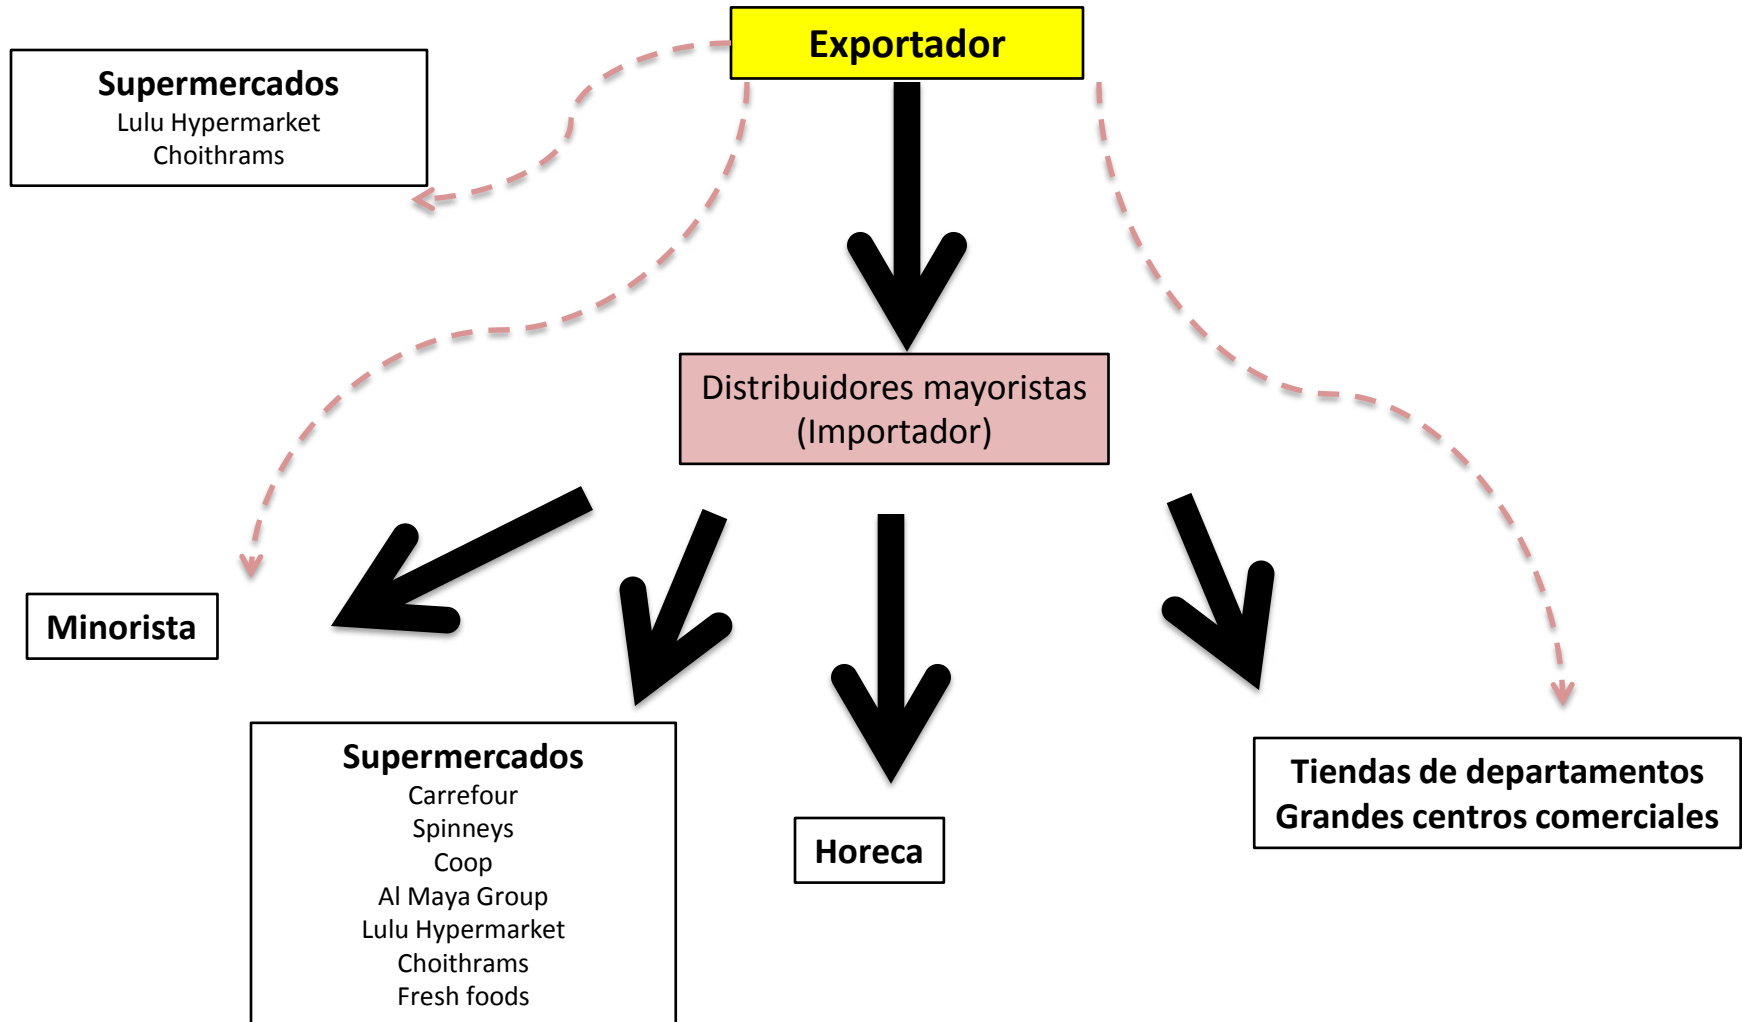 Exportador
Supermercados
Lulu Hypermarket
Choithrams
Distribuidores mayoristas
(Importador)
Minorista
Supermercados
Carrefour
Spinneys
Coop
Al Maya Group
Lulu Hypermarket
Choithrams
Fresh foods
Horeca
Tiendas de departamentos
Grandes centros comerciales